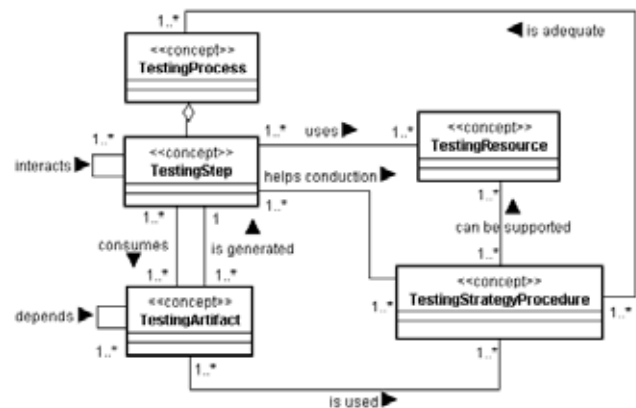 1..*
◀ is adequate
<<concept>>
TestingProcess
1..*
interacts ▶
<<concept>>
TestingStep
1..*
uses ▶
1..*
<<concept>>
TestingResource
helps conduction ▶
1..*
1..*
1..*
1
consumes
▼
▲
is generated
1..*
1..*
▲
can be supported
1..*
depends ▶
<<concept>>
TestingArtifact
1..*
1..*
<<concept>>
TestingStrategyProcedure
1..*
1..*
1..*
is used ▶